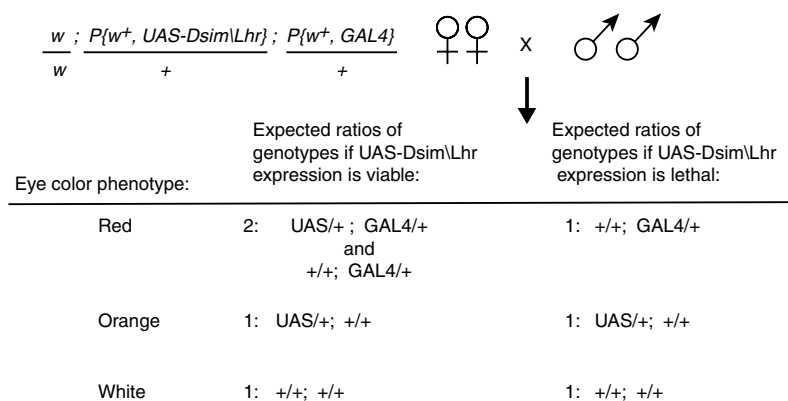 w ; P{w+, UAS-Dsim\Lhr} ; P{w+, GAL4}
w + +
x
Expected ratios of genotypes if UAS-Dsim\Lhr expression is viable:
Expected ratios of genotypes if UAS-Dsim\Lhr expression is lethal:
Eye color phenotype:
Red 2: UAS/+ ; GAL4/+ 1: +/+; GAL4/+
and
+/+; GAL4/+
Orange 1: UAS/+; +/+ 1: UAS/+; +/+
White 1: +/+; +/+ 1: +/+; +/+